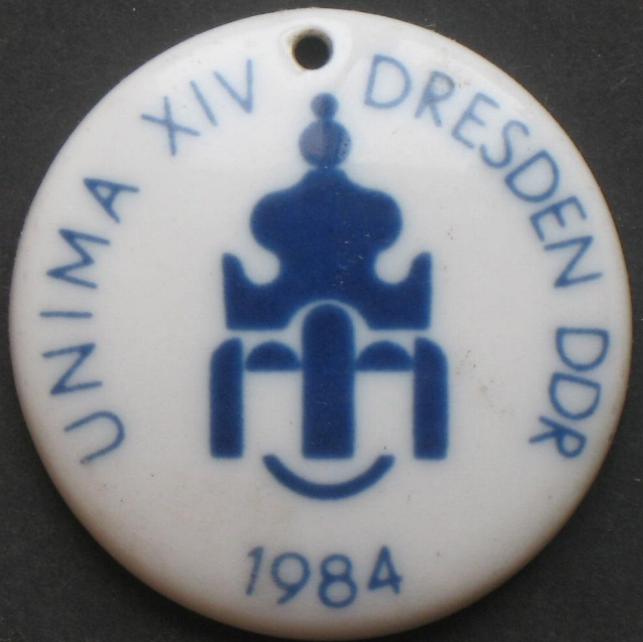 UNIMA XIV DRESDEN DDR
1984